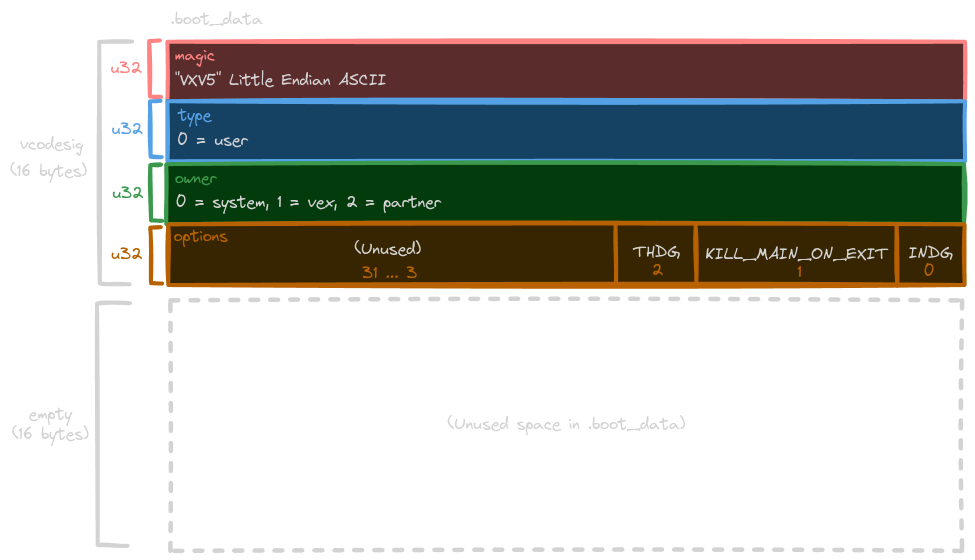 .boot_data
u32
magic
"VXV5" Little Endian ASCII
u32
type
0 = user
vcodesig
(16 bytes)
u32
owner
0 = system, 1 = vex, 2 = partner
u32
options
(Unused)
31 ... 3
THDG
2
KILL_MAIN_ON_EXIT
1
INDG
0
empty
(16 bytes)
(Unused space in .boot_data)